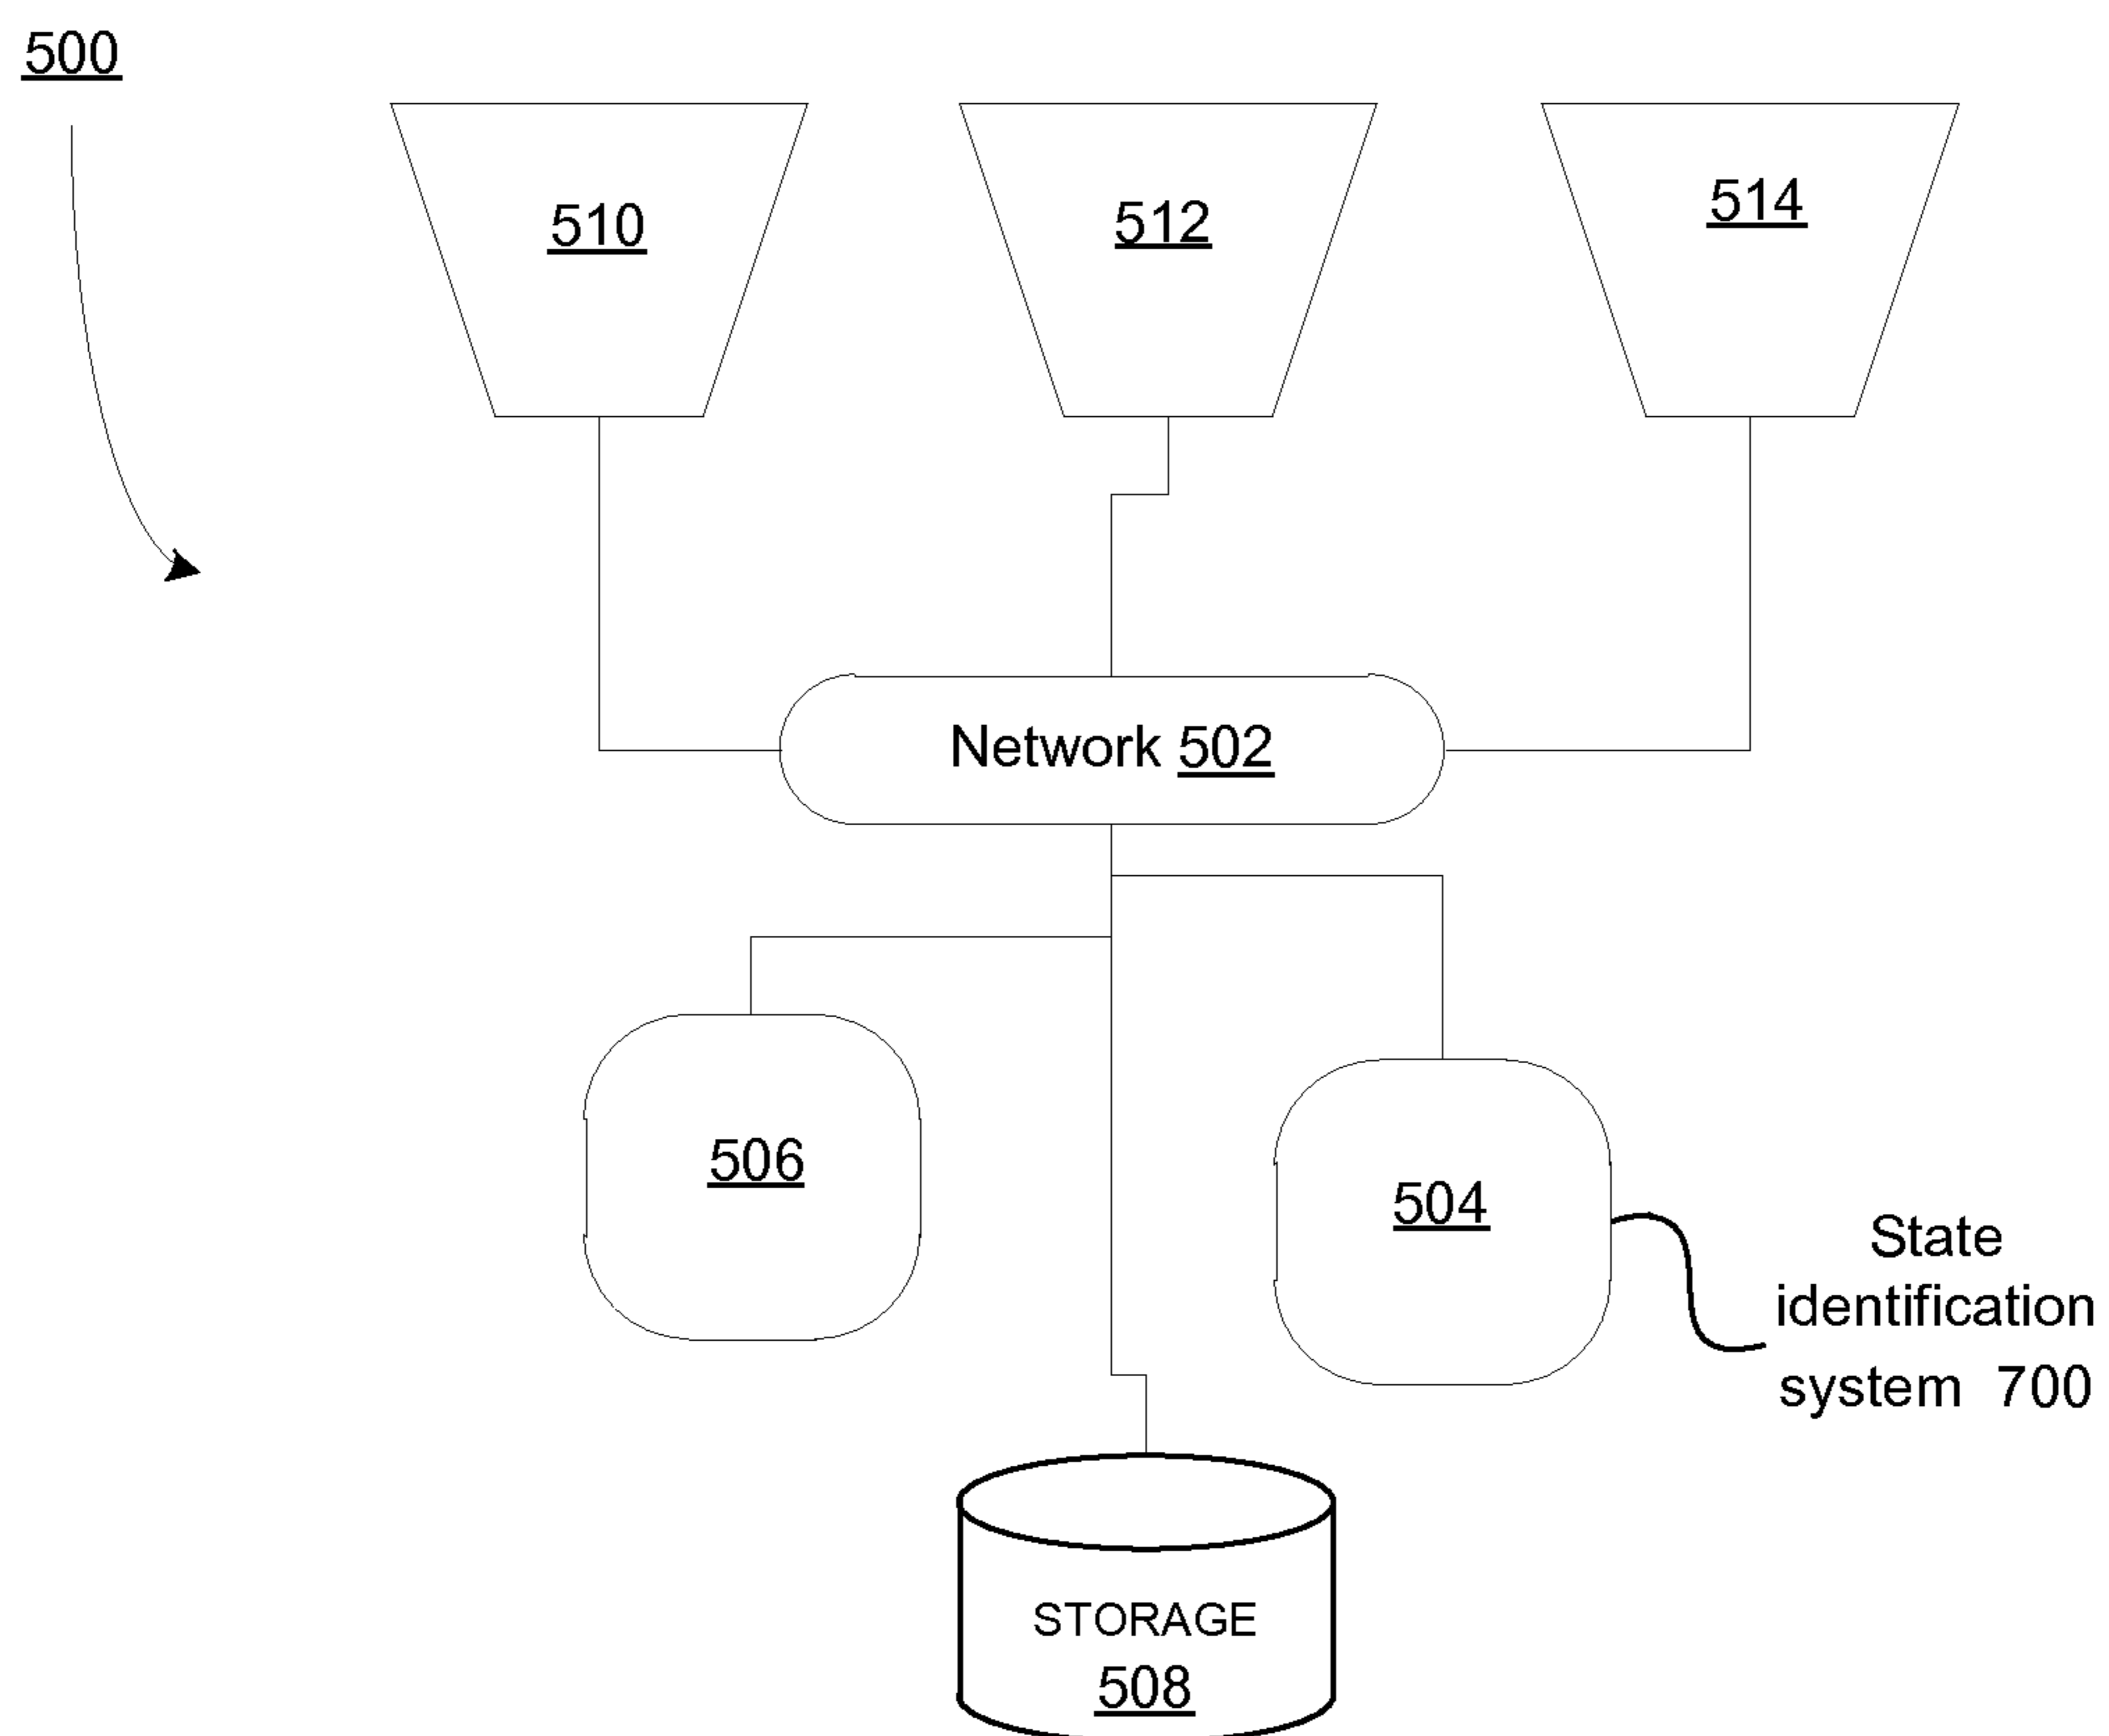 500
510
512
514
Network 502
506
504
State
identification
system 700
STORAGE
508